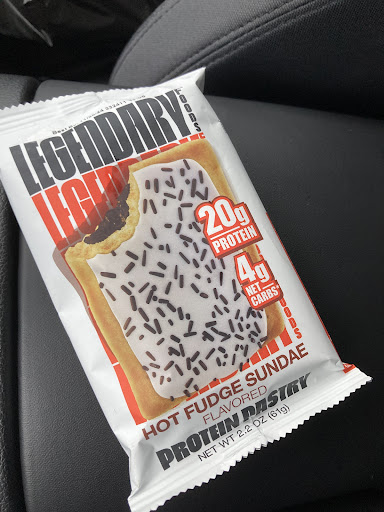 LEGENDARY
FOODS
20g
PROTEIN
4g
NET
CARBS*
HOT FUDGE SUNDAE
FLAVORED
PROTEIN PASTRY
NET WT 2.2 OZ (61g)